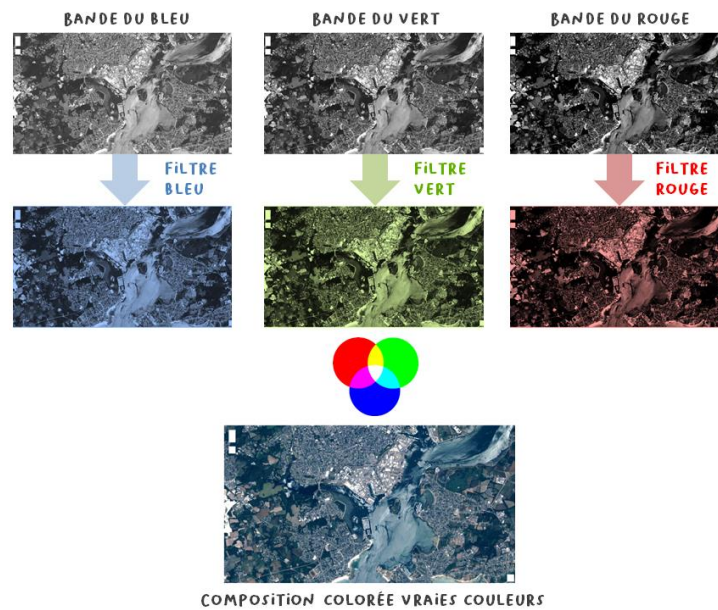 BANDE DU BLEU
BANDE DU VERT
BANDE DU ROUGE
FILTRE
BLEU
FILTRE
VERT
FILTRE
ROUGE
COMPOSITION COLORÉE VRAIES COULEURS